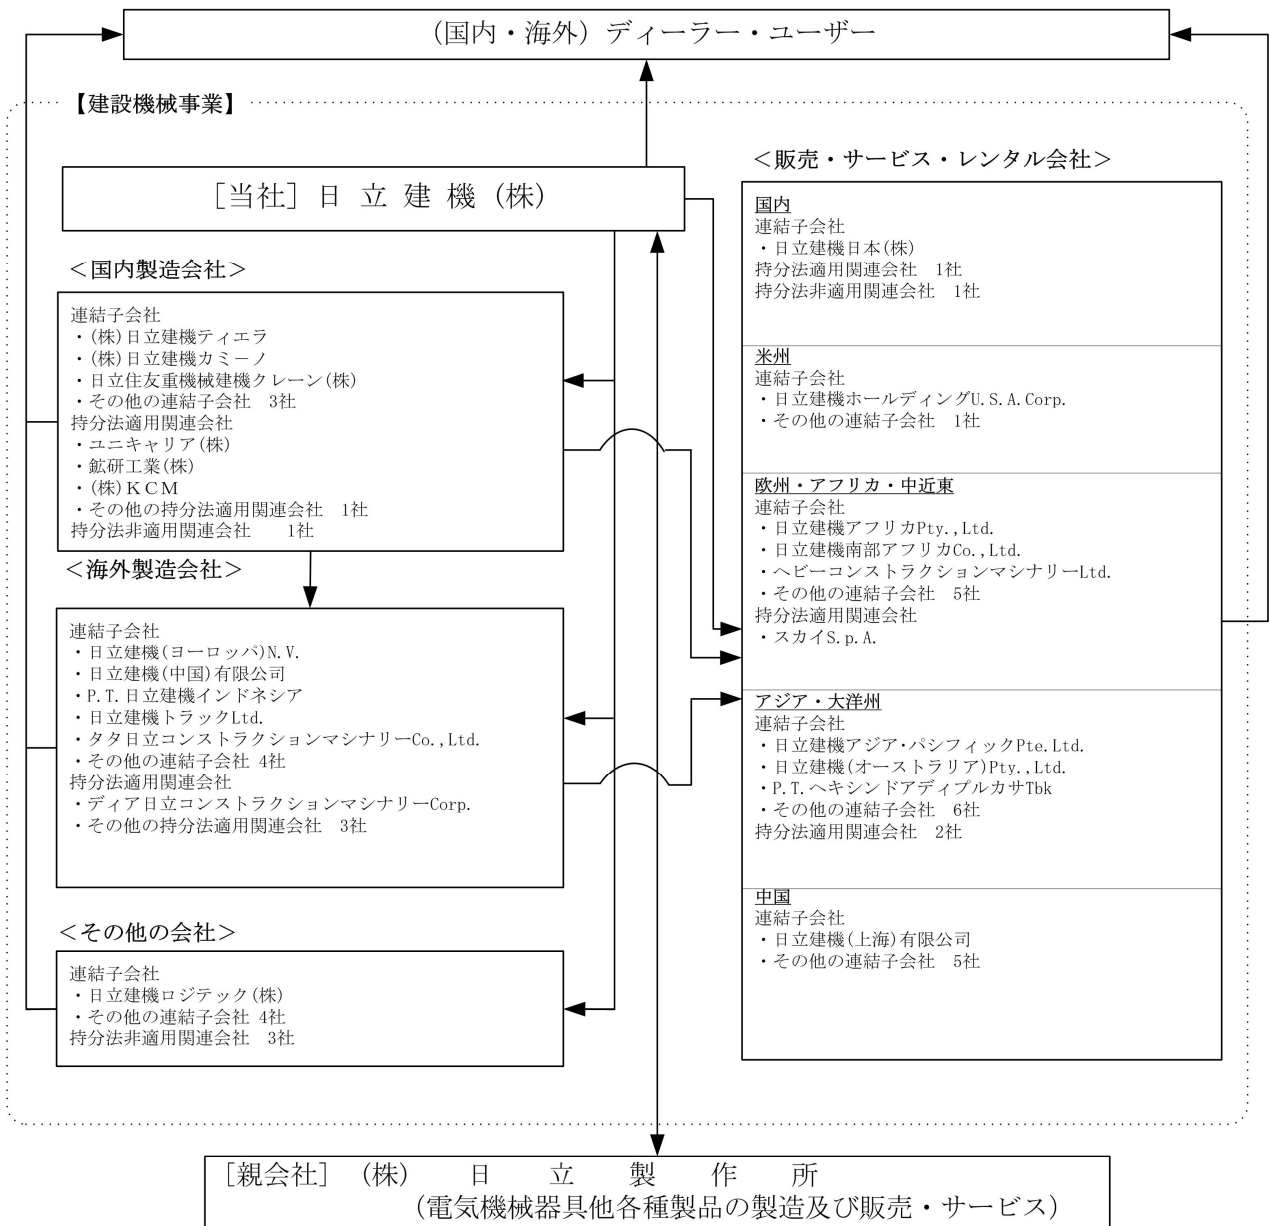 (国内・海外) ディーラー・ユーザー
【建設機械事業】
[当社] 日 立 建 機 (株)
＜国内製造会社＞
連結子会社
・(株)日立建機ティエラ
・(株)日立建機カミーノ
・日立住友重機械建機クレーン(株)
・その他の連結子会社 3社
持分法適用関連会社
・ユニキャリア(株)
・鉱研工業(株)
・(株)ＫＣＭ
・その他の持分法適用関連会社 1社
持分法非適用関連会社 1社
＜海外製造会社＞
連結子会社
・日立建機(ヨーロッパ)N.V.
・日立建機(中国)有限公司
・P.T.日立建機インドネシア
・日立建機トラックLtd.
・タタ日立コンストラクションマシナリーCo.,Ltd.
・その他の連結子会社 4社
持分法適用関連会社
・ディア日立コンストラクションマシナリーCorp.
・その他の持分法適用関連会社 3社
＜その他の会社＞
連結子会社
・日立建機ロジテック(株)
・その他の連結子会社 4社
持分法非適用関連会社 3社
＜販売・サービス・レンタル会社＞
国内
連結子会社
・日立建機日本(株)
持分法適用関連会社 1社
持分法非適用関連会社 1社
米州
連結子会社
・日立建機ホールディングU.S.A.Corp.
・その他の連結子会社 1社
欧州・アフリカ・中近東
連結子会社
・日立建機アフリカPty.,Ltd.
・日立建機南部アフリカCo.,Ltd.
・ヘビーコンストラクションマシナリーLtd.
・その他の連結子会社 5社
持分法適用関連会社
・スカイS.p.A.
アジア・大洋州
連結子会社
・日立建機アジア・パシフィックPte.Ltd.
・日立建機(オーストラリア)Pty.,Ltd.
・P.T.ヘキシンドアディプルカサTbk
・その他の連結子会社 6社
持分法適用関連会社 2社
中国
連結子会社
・日立建機(上海)有限公司
・その他の連結子会社 5社
[親会社] (株) 日 立 製 作 所
(電気機械器具他各種製品の製造及び販売・サービス)